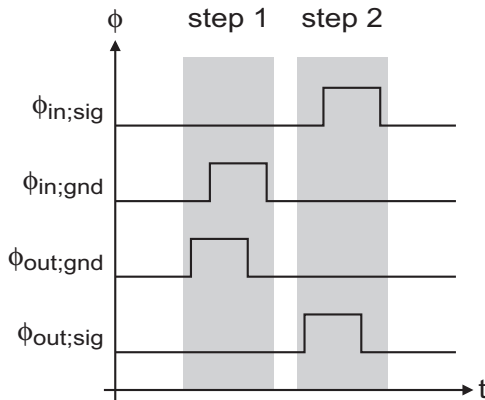 ϕ step 1 step 2
ϕin;sig
ϕin;gnd
ϕout;gnd
ϕout;sig
t